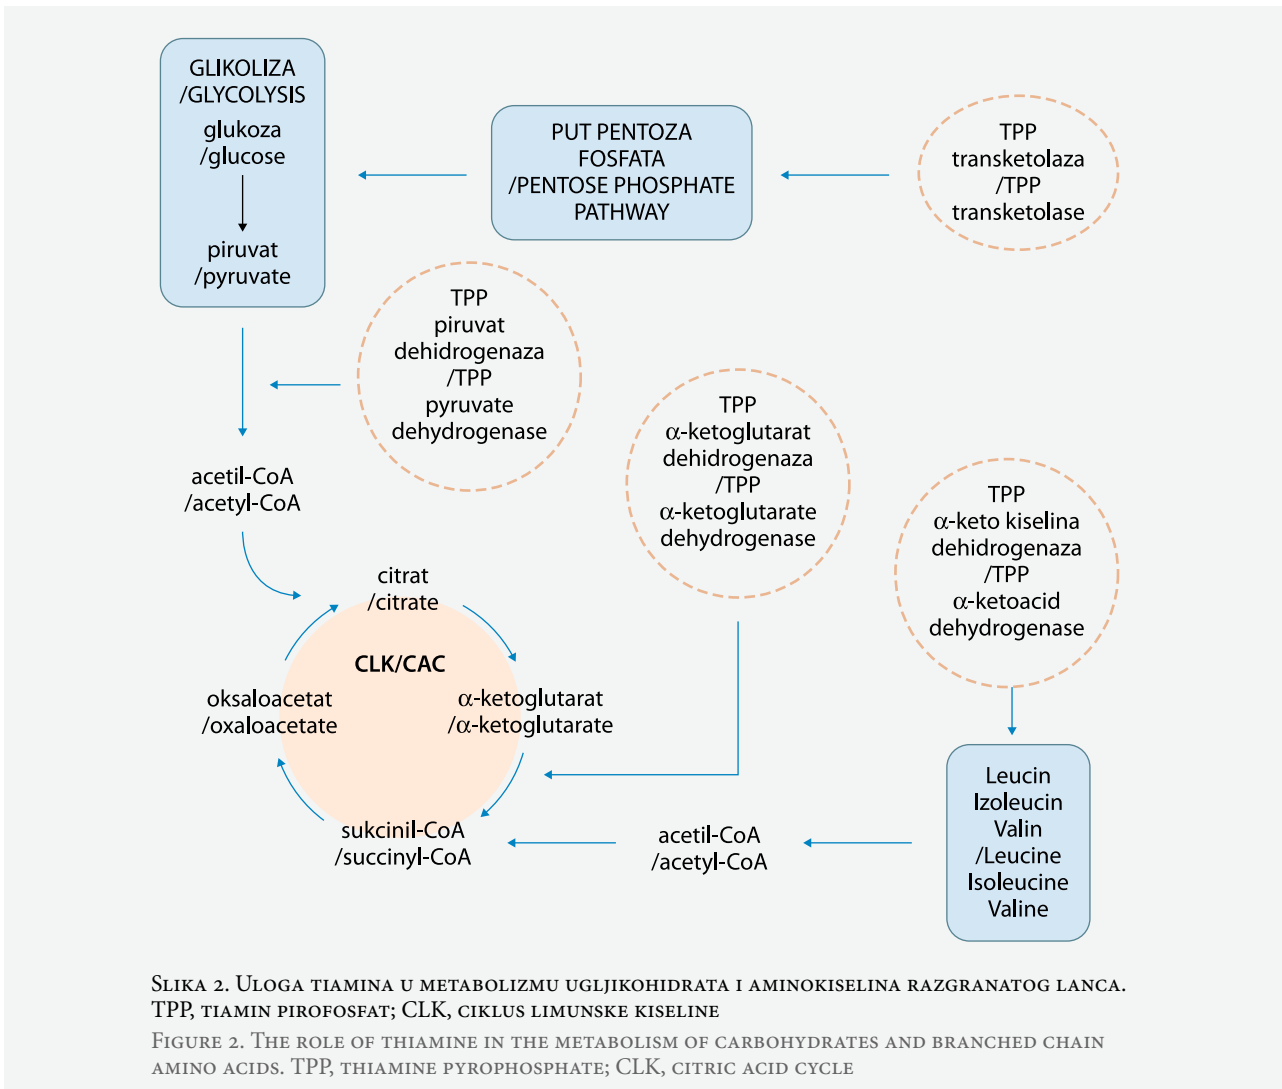 GLIKOLIZA
/GLYCOLYSIS
glukoza
/glucose
piruvat
/pyruvate
PUT PENTOZA
FOSFATA
/PENTOSE PHOSPHATE
PATHWAY
TPP
transketolaza
/TPP
transketolase
TPP
piruvat
dehidrogenaza
/TPP
pyruvate
dehydrogenase
TPP
α-ketoglutarat
dehidrogenaza
/TPP
α-ketoglutarate
dehydrogenase
TPP
α-keto kiselina
dehidrogenaza
/TPP
α-ketoacid
dehydrogenase
acetil-CoA
/acetyl-CoA
citrat
/citrate
CLK/CAC
oksaloacetat
/oxaloacetate
α-ketoglutarat
/α-ketoglutarate
sukcinil-CoA
/succinyl-CoA
acetil-CoA
/acetyl-CoA
Leucin
Izoleucin
Valin
/Leucine
Isoleucine
Valine
Slika 2. Uloga tiamina u metabolizmu ugljikohidrata i aminokiselina razgranatog lanca.
TPP, tiamin pirofosfat; CLK, ciklus limunske kiseline
Figure 2. The role of thiamine in the metabolism of carbohydrates and branched chain
amino acids. TPP, thiamine pyrophosphate; CLK, citric acid cycle